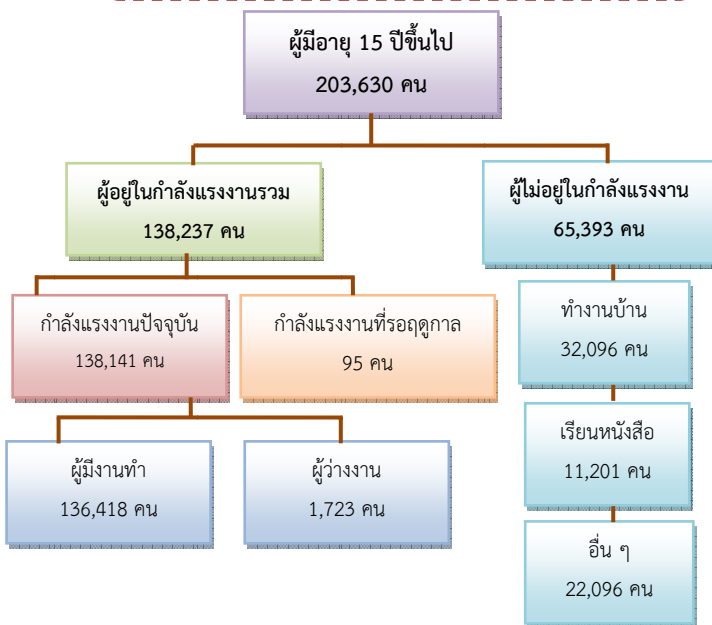 ผู้มีอายุ 15 ปีขึ้นไป
203,630 คน
ผู้อยู่ในกำลังแรงงานรวม
138,237 คน
ผู้ไม่อยู่ในกำลังแรงงาน
65,393 คน
กำลังแรงงานปัจจุบัน
138,141 คน
กำลังแรงงานที่รอฤดูกาล
95 คน
ทำงานบ้าน
32,096 คน
ผู้มีงานทำ
136,418 คน
ผู้ว่างงาน
1,723 คน
เรียนหนังสือ
11,201 คน
อื่น ๆ
22,096 คน